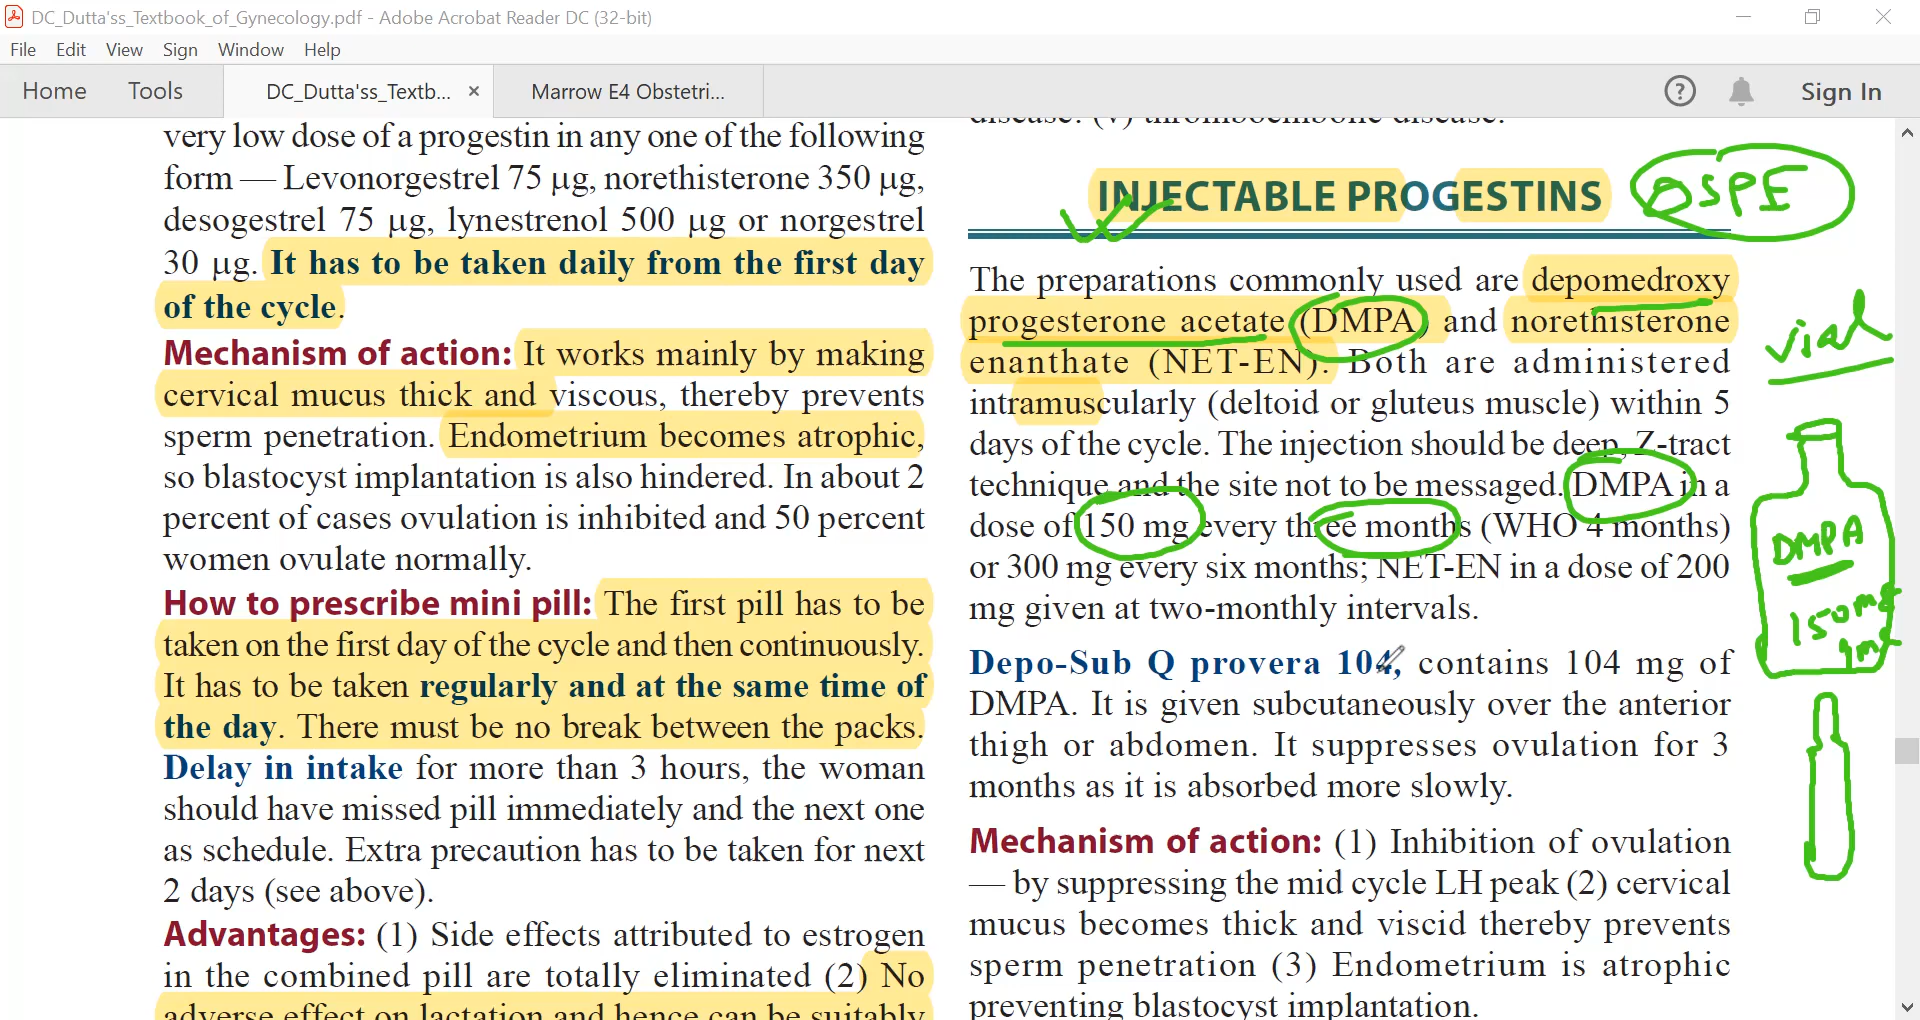 DC_Dutta'ss_Textbook_of_Gynecology.pdf - Adobe Acrobat Reader DC (32-bit)
File Edit View Sign Window Help
Home Tools DC_Dutta'ss_Textb... × Marrow E4 Obstetri... Sign In
very low dose of a progestin in any one of the following
form — Levonorgestrel 75 µg, norethisterone 350 µg,
desogestrel 75 µg, lynestrenol 500 µg or norgestrel
30 µg. It has to be taken daily from the first day
of the cycle.
Mechanism of action: It works mainly by making
cervical mucus thick and viscous, thereby prevents
sperm penetration. Endometrium becomes atrophic,
so blastocyst implantation is also hindered. In about 2
percent of cases ovulation is inhibited and 50 percent
women ovulate normally.
How to prescribe mini pill: The first pill has to be
taken on the first day of the cycle and then continuously.
It has to be taken regularly and at the same time of
the day. There must be no break between the packs.
Delay in intake for more than 3 hours, the woman
should have missed pill immediately and the next one
as schedule. Extra precaution has to be taken for next
2 days (see above).
Advantages: (1) Side effects attributed to estrogen
in the combined pill are totally eliminated (2) No
adverse effect on lactation and hence can be suitably
disease. (v) thromboembolic disease.
INJECTABLE PROGESTINS
OSPE
The preparations commonly used are depomedroxy
progesterone acetate (DMPA) and norethisterone
enanthate (NET-EN). Both are administered
intramuscularly (deltoid or gluteus muscle) within 5
days of the cycle. The injection should be deep, Z-tract
technique and the site not to be messaged. DMPA in a
dose of 150 mg every three months (WHO 4 months)
or 300 mg every six months; NET-EN in a dose of 200
mg given at two-monthly intervals.
Depo-Sub Q provera 104, contains 104 mg of
DMPA. It is given subcutaneously over the anterior
thigh or abdomen. It suppresses ovulation for 3
months as it is absorbed more slowly.
Mechanism of action: (1) Inhibition of ovulation
— by suppressing the mid cycle LH peak (2) cervical
mucus becomes thick and viscid thereby prevents
sperm penetration (3) Endometrium is atrophic
preventing blastocyst implantation.
vial
DMPA
150mg